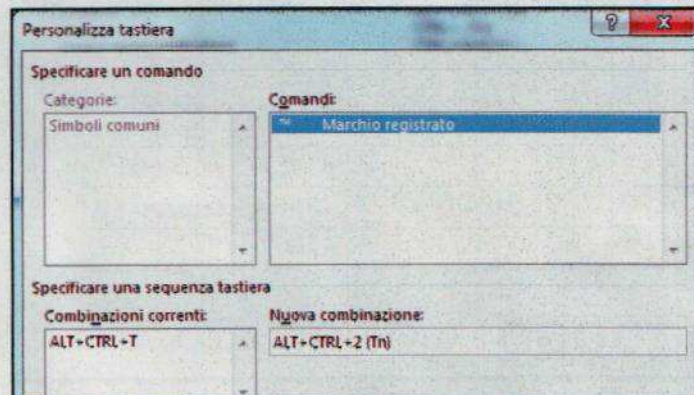 Personalizza tastiera
Specificare un comando
Categorie:
Comandi:
Simboli comuni
™ Marchio registrato
Specificare una sequenza tastiera
Combinazioni correnti:
Nuova combinazione:
ALT+CTRL+T
ALT+CTRL+2 (Tn)